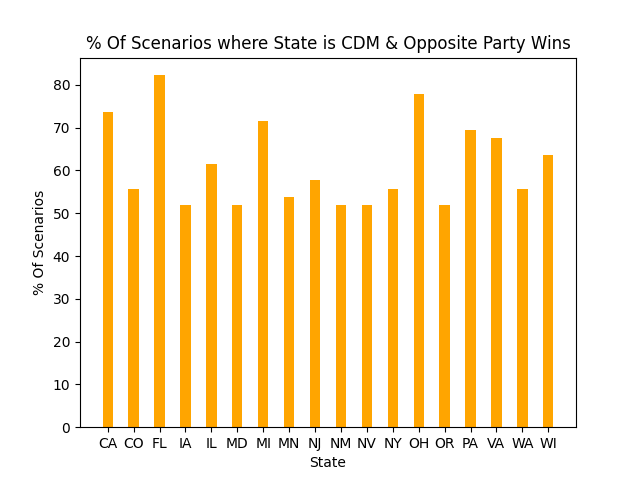 % Of Scenarios where State is CDM & Opposite Party Wins
% Of Scenarios
80
70
60
50
40
30
20
10
0
CA CO FL IA IL MD MI MN NJ NM NV NY OH OR PA VA WA WI
State